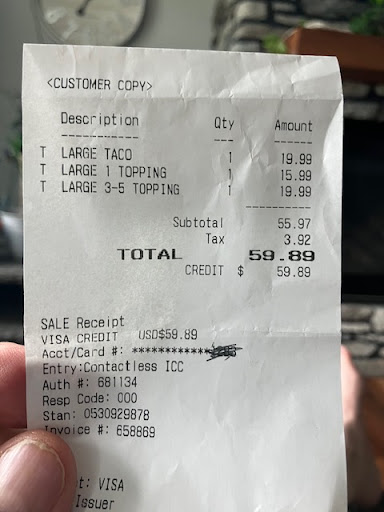 <CUSTOMER COPY>
Description Qty Amount
T LARGE TACO 1 19.99
T LARGE 1 TOPPING 1 15.99
T LARGE 3-5 TOPPING 1 19.99
Subtotal 55.97
Tax 3.92
TOTAL 59.89
CREDIT $ 59.89
SALE Receipt
VISA CREDIT USD$59.89
Acct/Card #: ************
Entry:Contactless ICC
Auth #: 681134
Resp Code: 000
Stan: 0530929878
Invoice #: 658869
t: VISA
Issuer